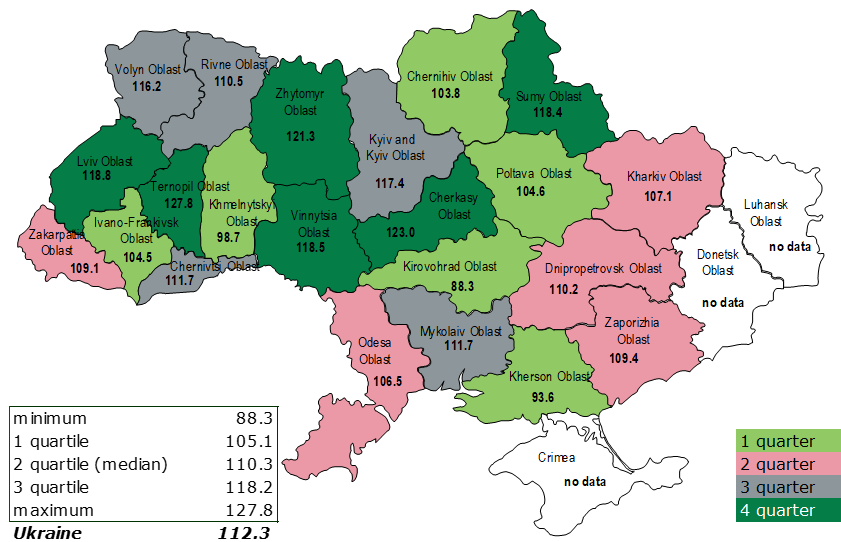 Volyn Oblast
116.2
Rivne Oblast
110.5
Zhytomyr
Oblast
121.3
Kyiv and
Kyiv Oblast
117.4
Chernihiv Oblast
103.8
Sumy Oblast
118.4
Lviv Oblast
118.8
Ternopil Oblast
127.8
Khmelnytskyi
Oblast
98.7
Vinnytsia
Oblast
118.5
Cherkasy
Oblast
123.0
Poltava Oblast
104.6
Kharkiv Oblast
107.1
Luhansk
Oblast
no data
Zakarpattia
Oblast
109.1
Ivano-Frankivsk
Oblast
104.5
Chernivtsi Oblast
111.7
Kirovohrad Oblast
88.3
Dnipropetrovsk Oblast
110.2
Donetsk
Oblast
no data
Odesa
Oblast
106.5
Mykolaiv Oblast
111.7
Zaporizhia
Oblast
109.4
Kherson Oblast
93.6
Crimea
no data
minimum 88.3
1 quartile 105.1
2 quartile (median) 110.3
3 quartile 118.2
maximum 127.8
Ukraine 112.3
1 quarter
2 quarter
3 quarter
4 quarter